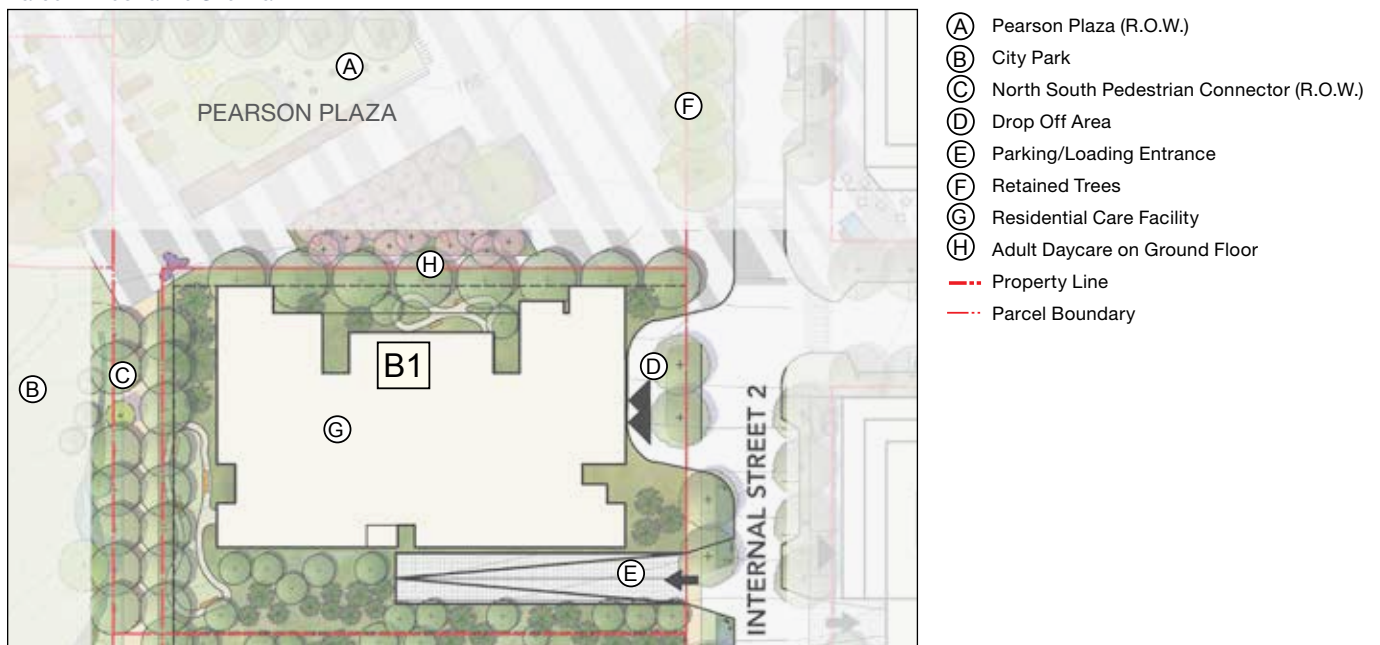 A
PEARSON PLAZA
F
H
B1
D
B
C
G
E
INTERNAL STREET 2
A Pearson Plaza (R.O.W.)
B City Park
C North South Pedestrian Connector (R.O.W.)
D Drop Off Area
E Parking/Loading Entrance
F Retained Trees
G Residential Care Facility
H Adult Daycare on Ground Floor
Property Line
Parcel Boundary